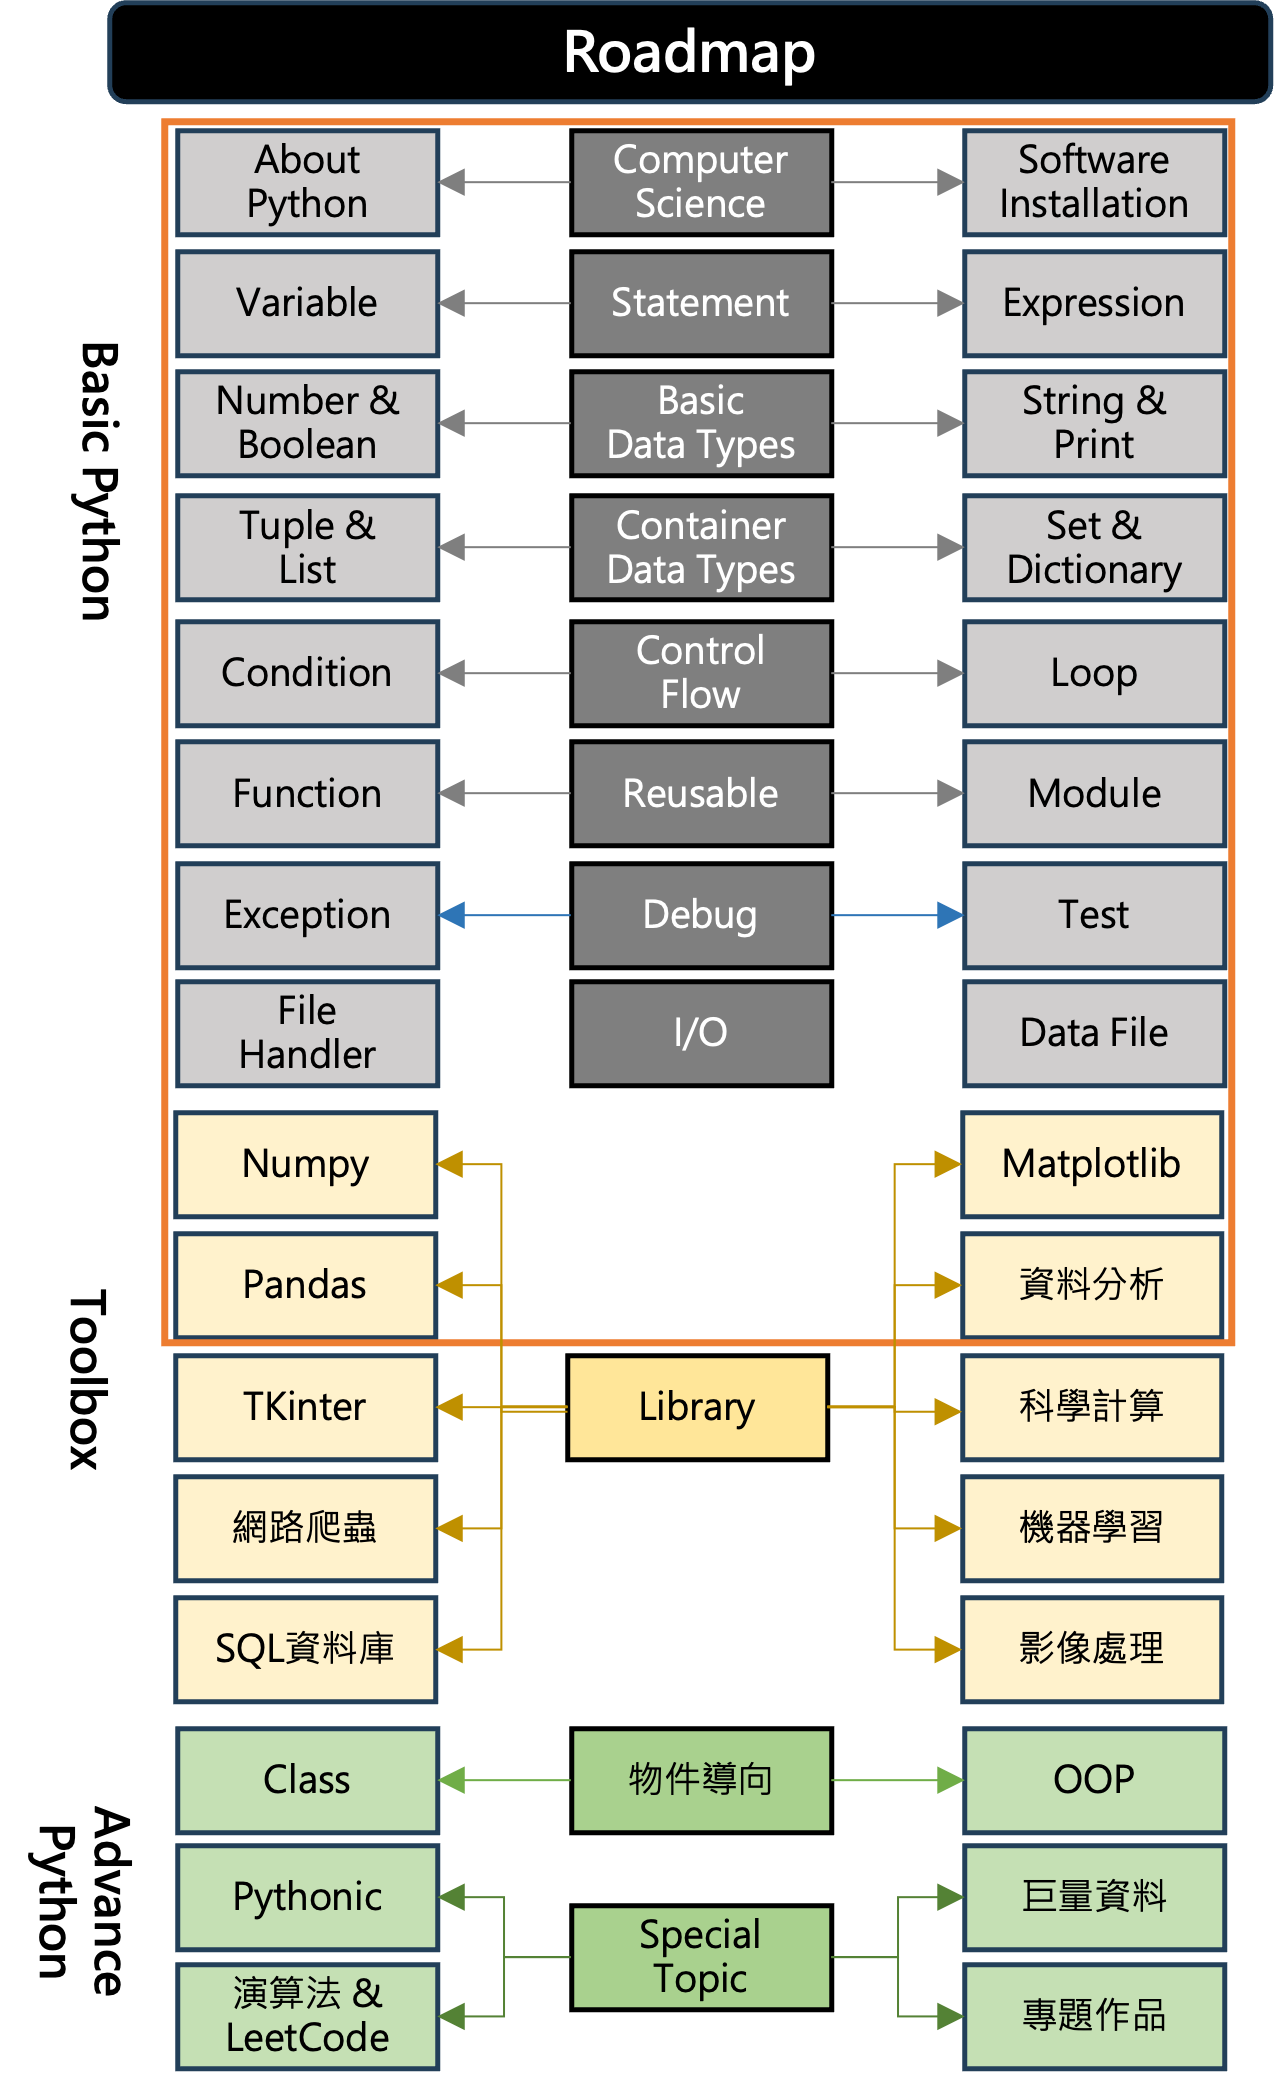 Roadmap
Basic Python
About
Python
Computer
Science
Software
Installation
Variable
Statement
Expression
Number &
Boolean
Basic
Data Types
String &
Print
Tuple &
List
Container
Data Types
Set &
Dictionary
Condition
Control
Flow
Loop
Function
Reusable
Module
Exception
Debug
Test
File
Handler
I/O
Data File
Toolbox
Numpy
Matplotlib
Pandas
資料分析
TKinter
Library
科學計算
網路爬蟲
機器學習
SQL資料庫
影像處理
Advance
Python
Class
物件導向
OOP
Pythonic
Special
Topic
巨量資料
演算法 &
LeetCode
專題作品